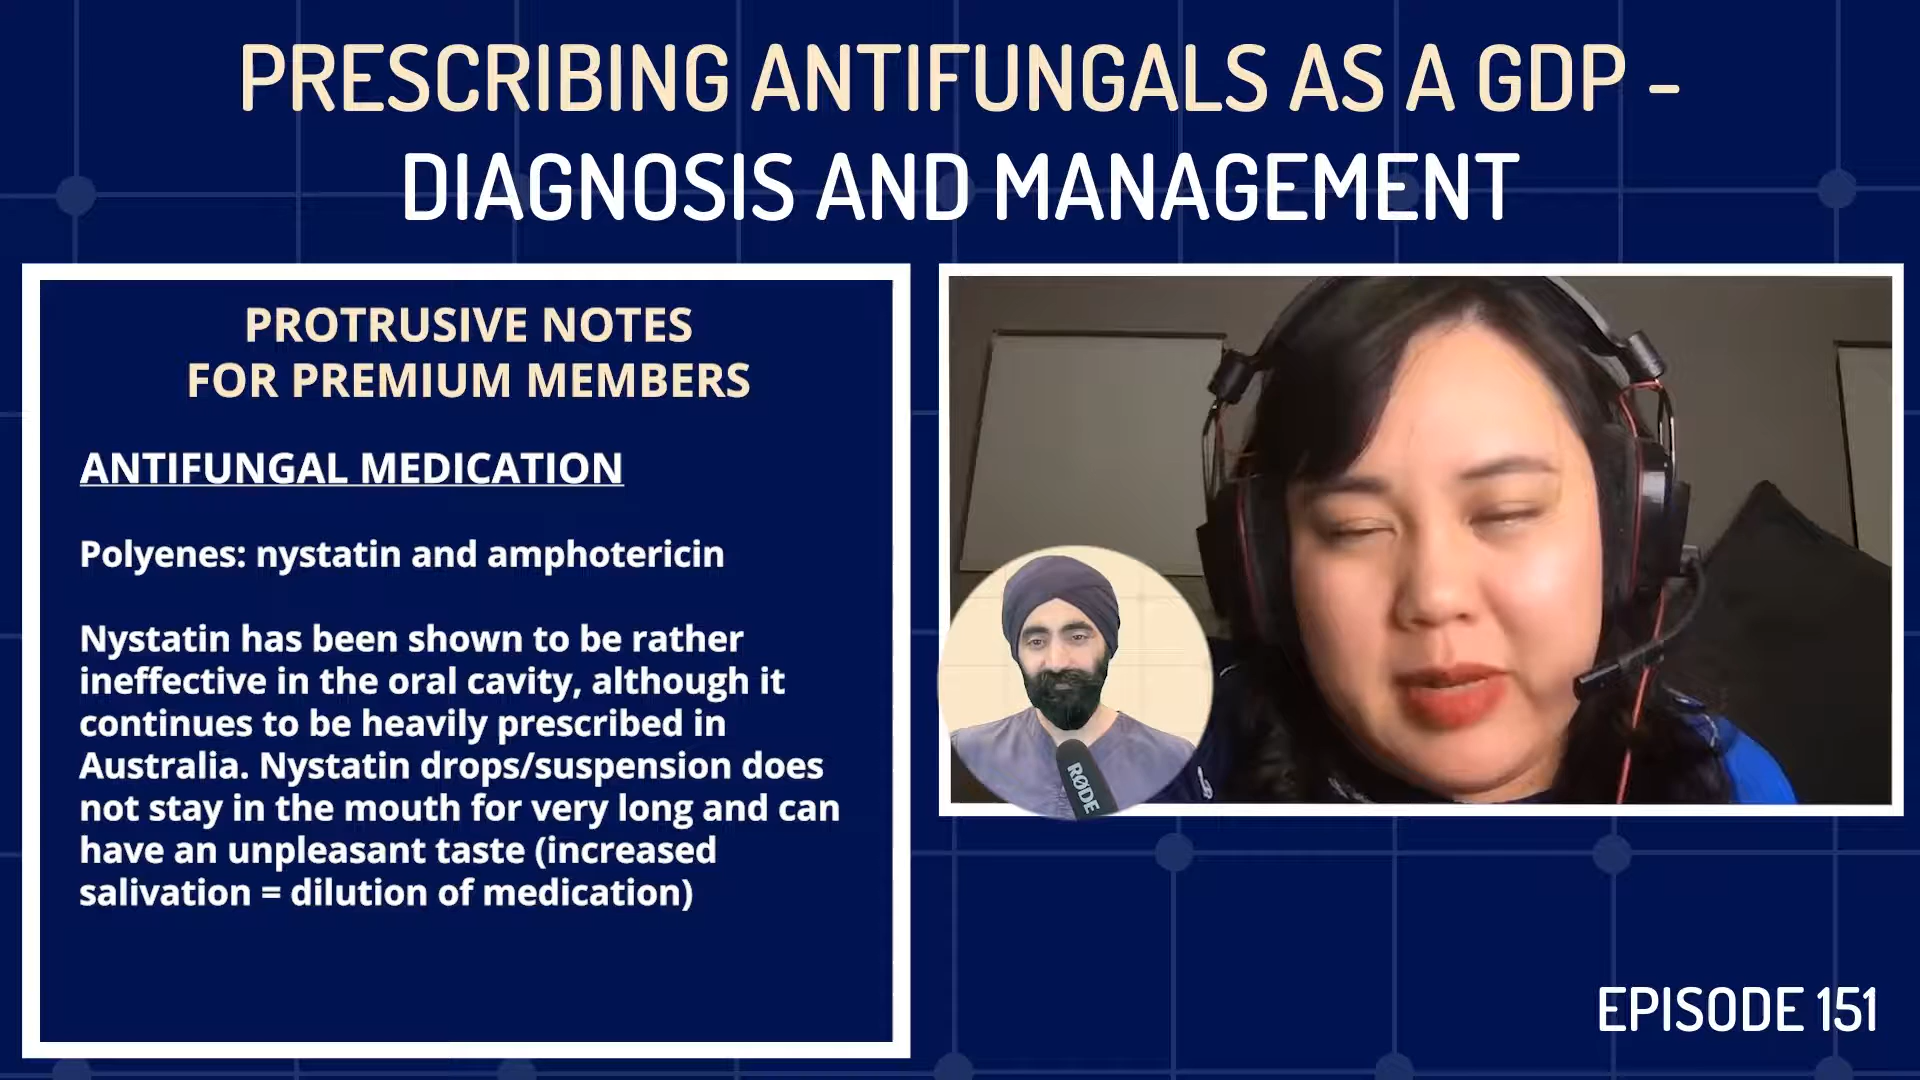 PRESCRIBING ANTIFUNGALS AS A GDP -
DIAGNOSIS AND MANAGEMENT
PROTRUSIVE NOTES
FOR PREMIUM MEMBERS
ANTIFUNGAL MEDICATION
Polyenes: nystatin and amphotericin
Nystatin has been shown to be rather
ineffective in the oral cavity, although it
continues to be heavily prescribed in
Australia. Nystatin drops/suspension does
not stay in the mouth for very long and can
have an unpleasant taste (increased
salivation = dilution of medication)
RØDE
EPISODE 151